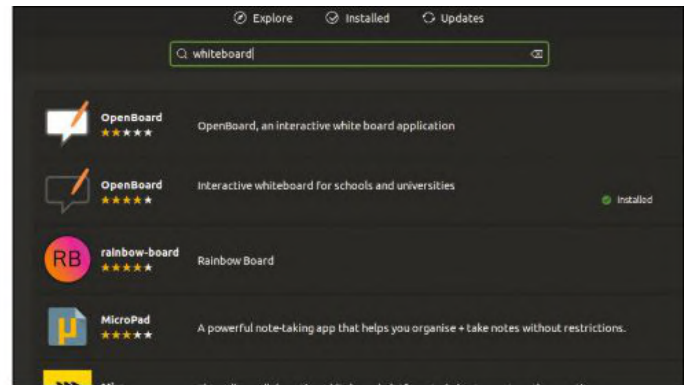 Explore Installed Updates
whiteboard
OpenBoard
OpenBoard, an interactive white board application
OpenBoard
Interactive whiteboard for schools and universities
Installed
RB
rainbow-board
Rainbow Board
µ
MicroPad
A powerful note-taking app that helps you organise + take notes without restrictions.